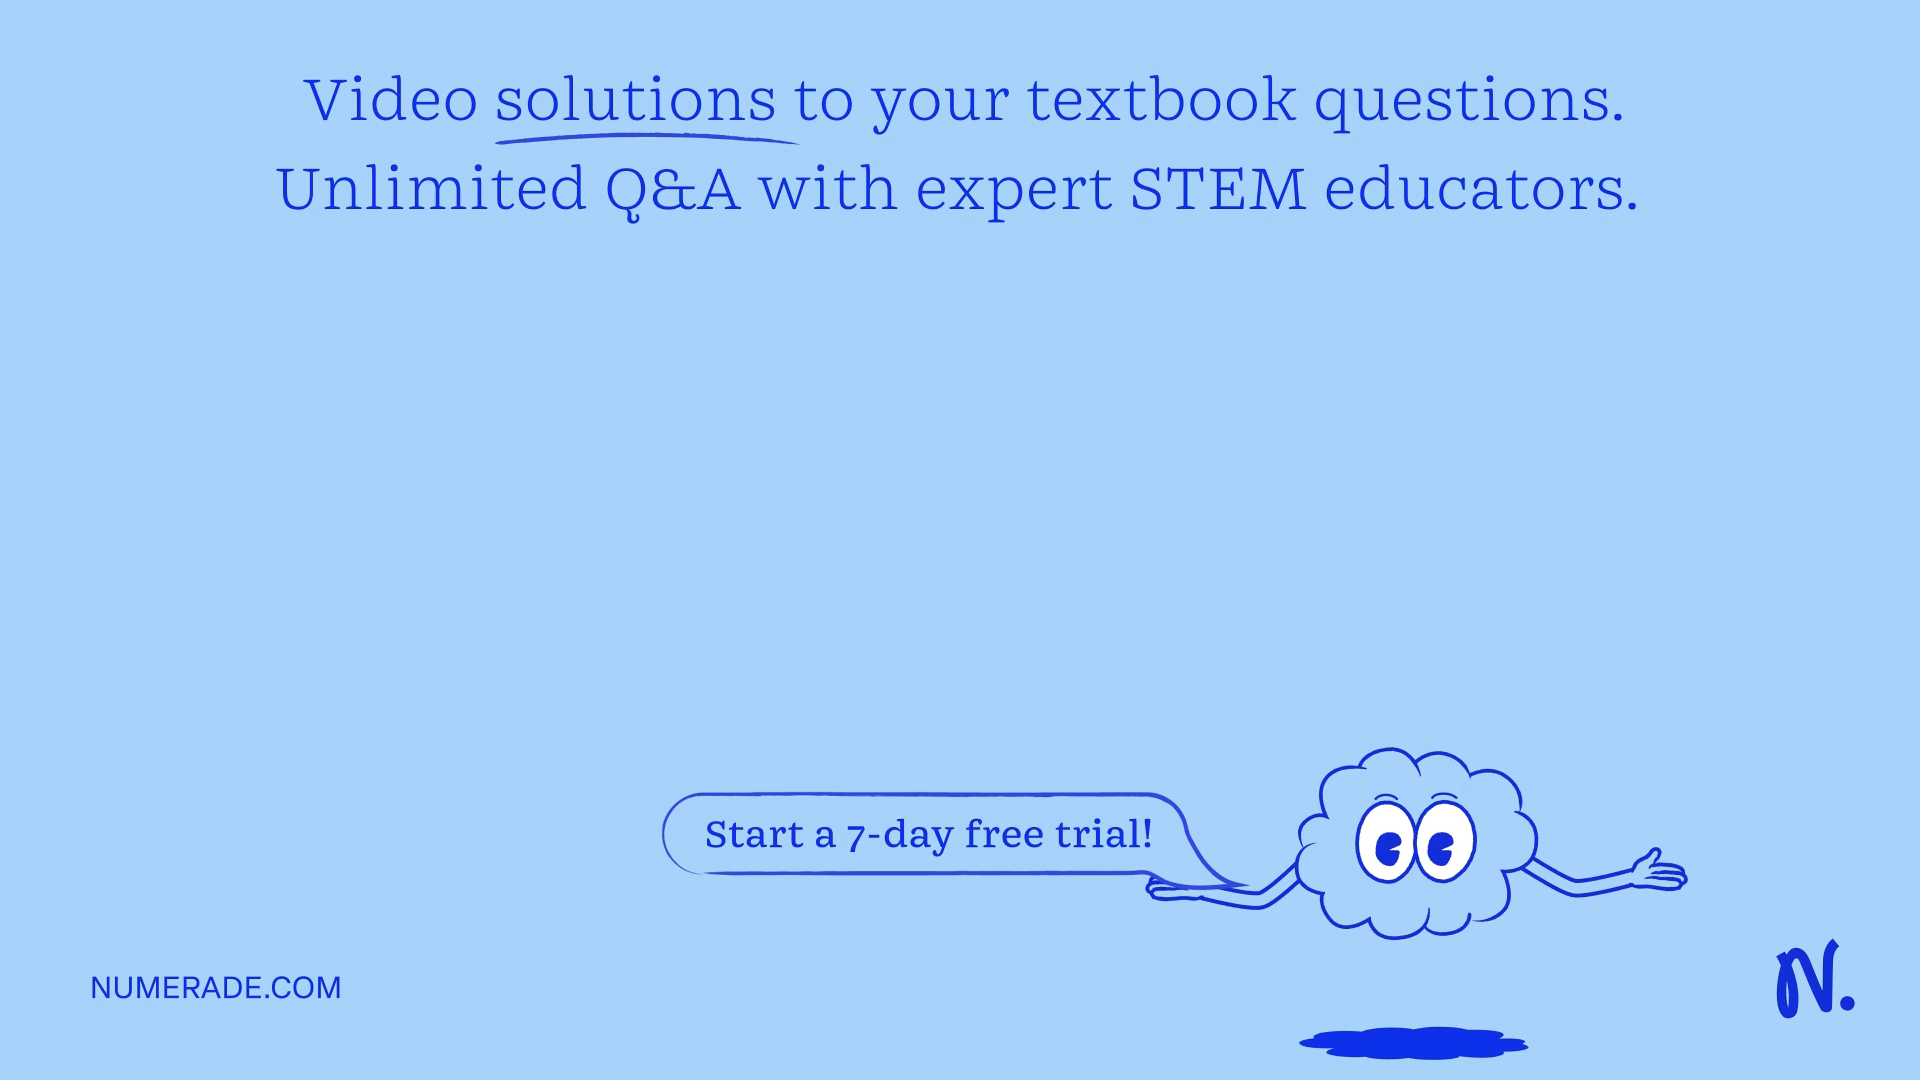 Video solutions to your textbook questions.
Unlimited Q&A with expert STEM educators.
Start a 7-day free trial!
NUMERADE.COM
N.